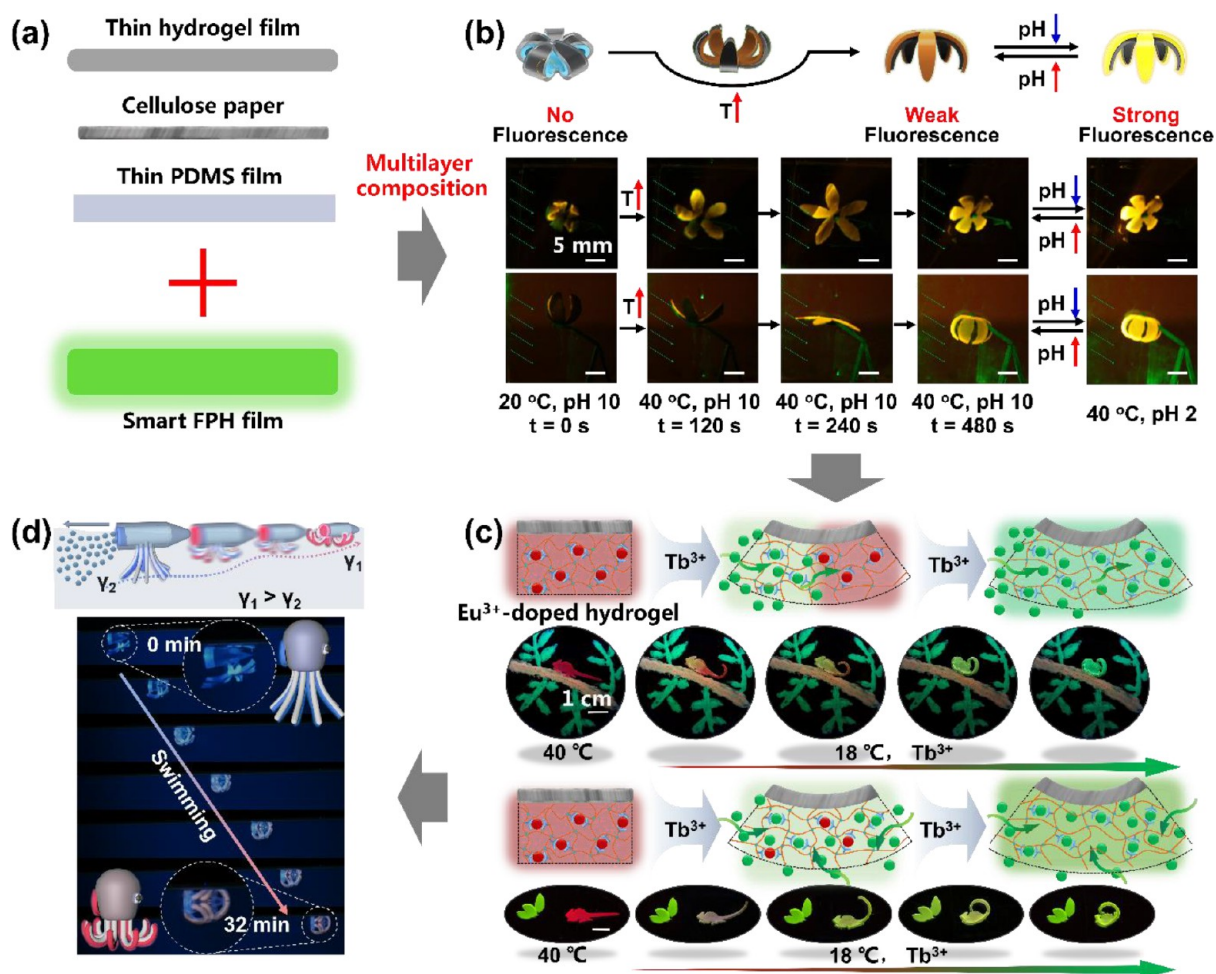 (a)
Thin hydrogel film
Cellulose paper
Thin PDMS film
Smart FPH film
Multilayer
composition
(b)
T
pH
pH
No
Fluorescence
Weak
Fluorescence
Strong
Fluorescence
5 mm
T
pH
pH
T
pH
pH
20 °C, pH 10
t = 0 s
40 °C, pH 10
t = 120 s
40 °C, pH 10
t = 240 s
40 °C, pH 10
t = 480 s
40 °C, pH 2
(c)
Tb³⁺
Tb³⁺
Eu³⁺-doped hydrogel
1 cm
40 ℃
18 ℃, Tb³⁺
Tb³⁺
Tb³⁺
40 ℃
18 ℃, Tb³⁺
(d)
γ₂
γ₁
γ₁ > γ₂
0 min
Swimming
32 min